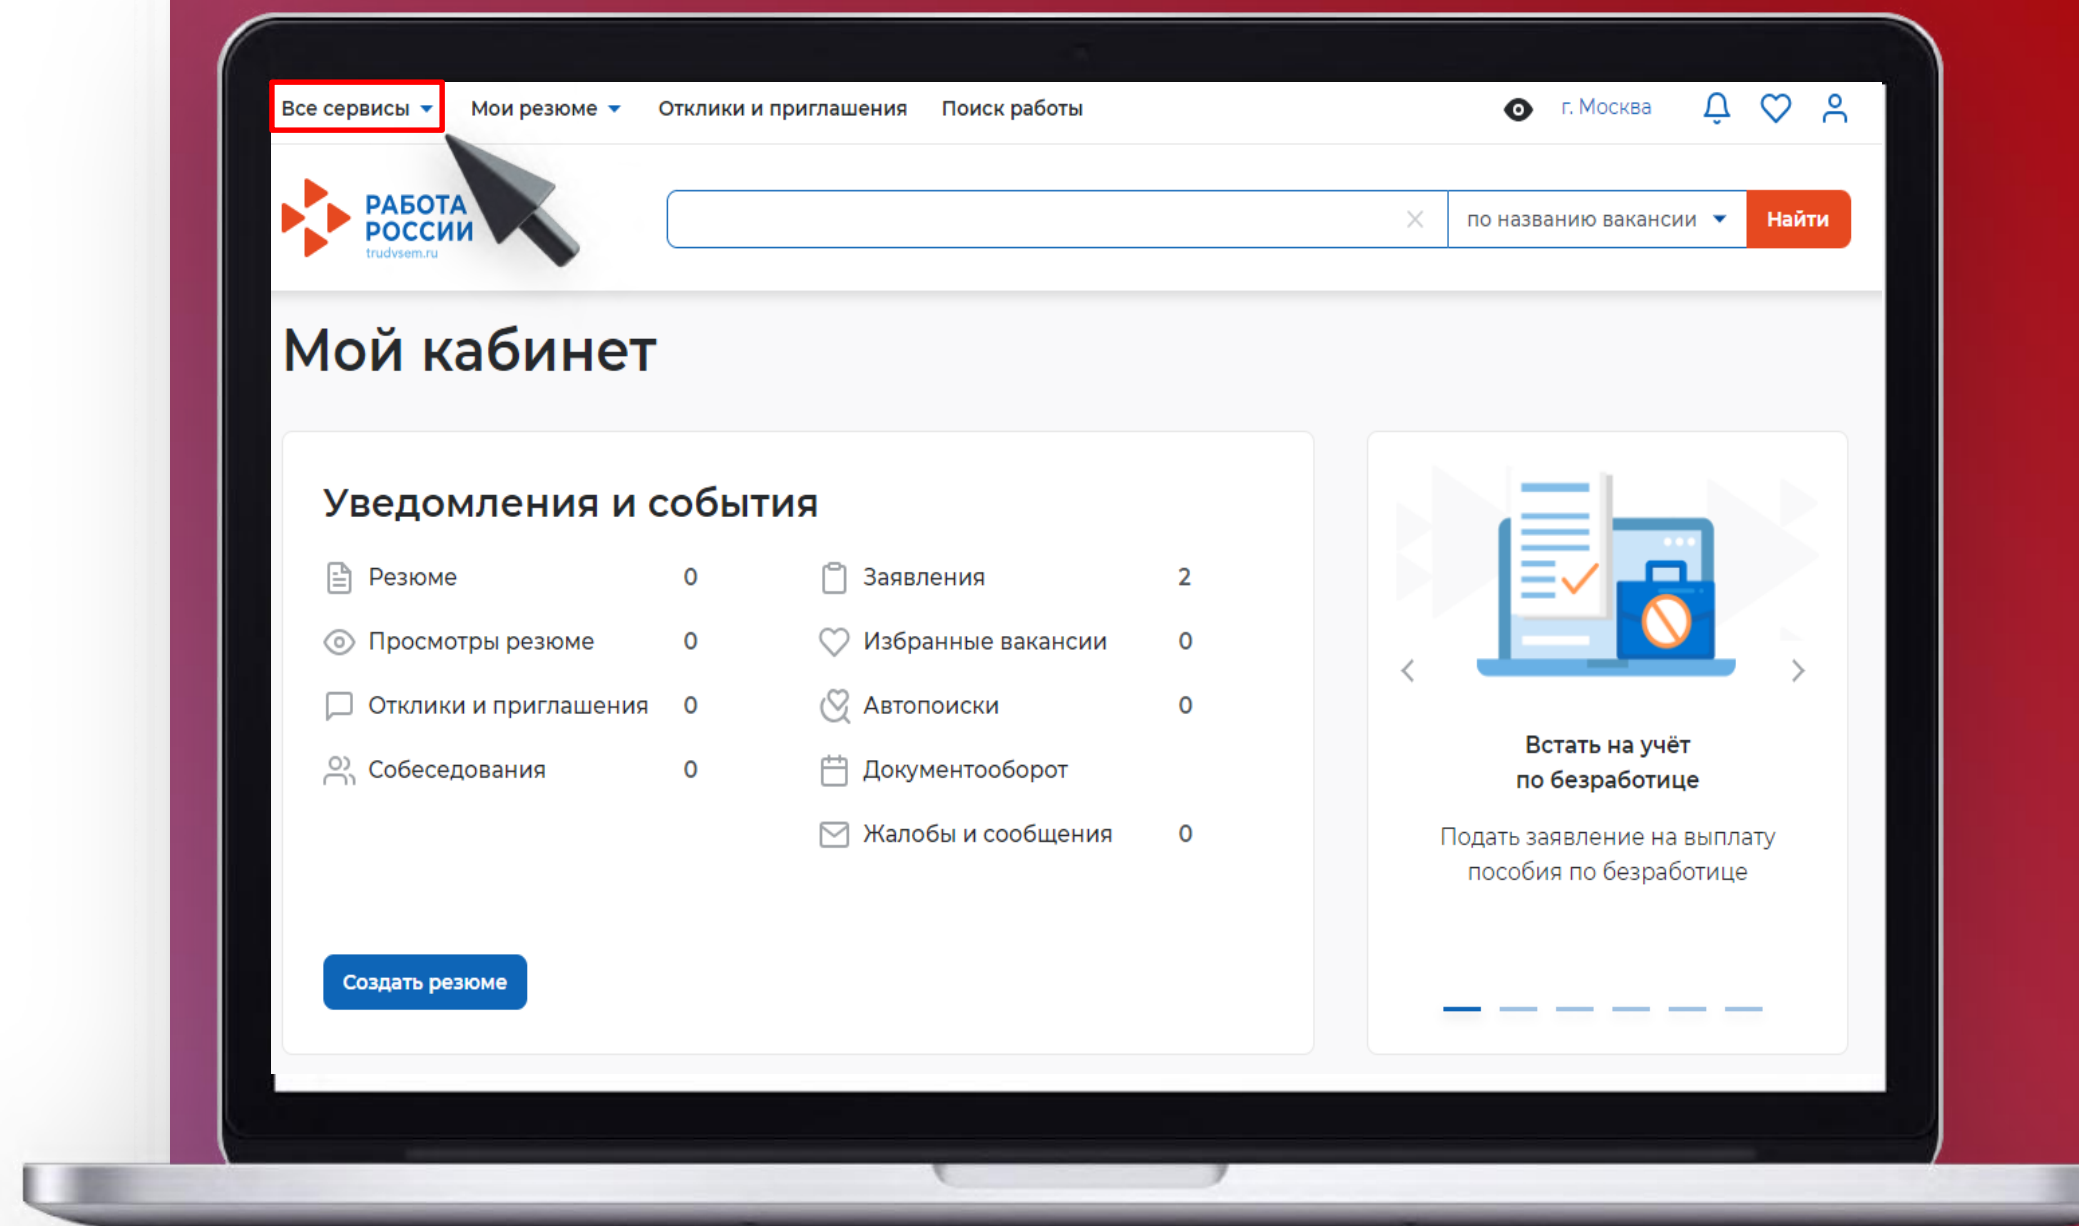 Все сервисы Мои резюме Отклики и приглашения Поиск работы г. Москва
РАБОТА
РОССИИ
trudvsem.ru
по названию вакансии Найти
Мой кабинет
Уведомления и события
Резюме 0 Заявления 2
Просмотры резюме 0 Избранные вакансии 0
Отклики и приглашения 0 Автопоиски 0
Собеседования 0 Документооборот
Жалобы и сообщения 0
Создать резюме
Встать на учёт
по безработице
Подать заявление на выплату
пособия по безработице